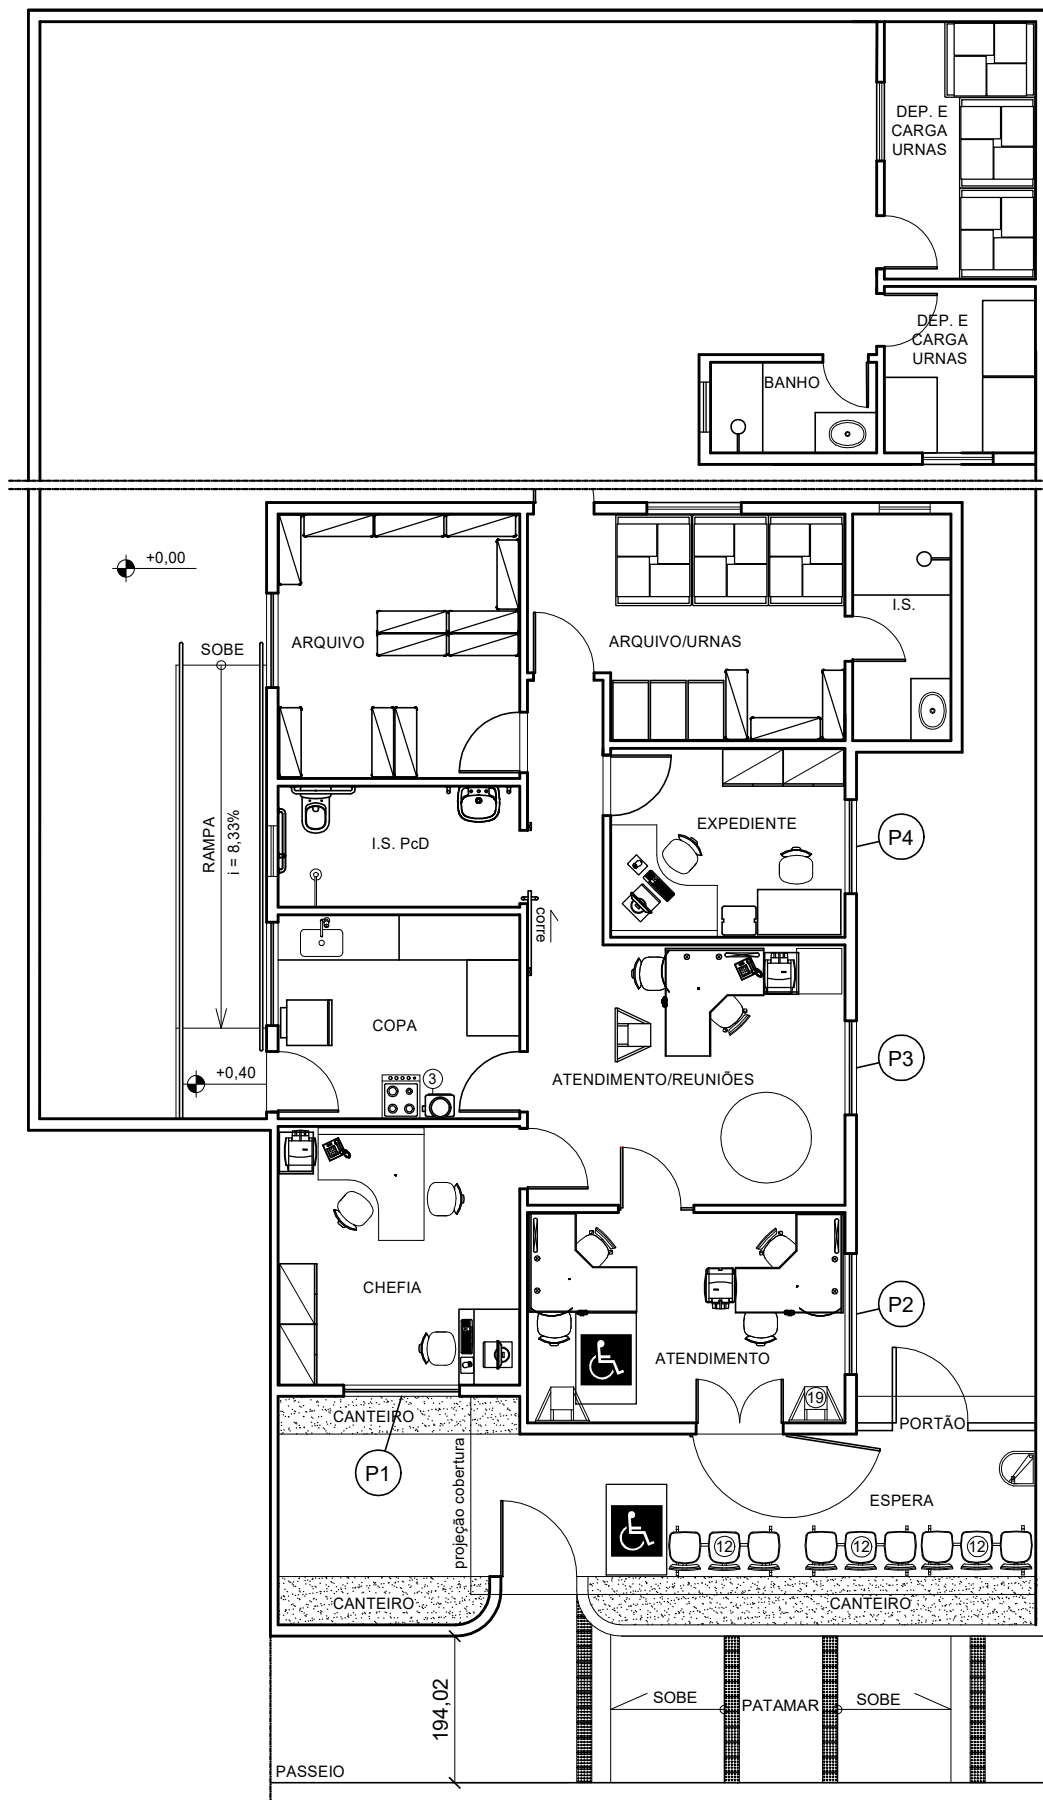 DEP. E
CARGA
URNAS
DEP. E
CARGA
URNAS
BANHO
+0,00
SOBE
ARQUIVO
ARQUIVO/URNAS
I.S.
RAMPA
i = 8,33%
I.S. PcD
EXPEDIENTE
P4
corre
COPA
3
+0,40
ATENDIMENTO/REUNIÕES
P3
CHEFIA
P2
ATENDIMENTO
19
CANTEIRO
PORTÃO
P1
projeção cobertura
ESPERA
12
12
12
CANTEIRO
CANTEIRO
194,02
SOBE
PATAMAR
SOBE
PASSEIO